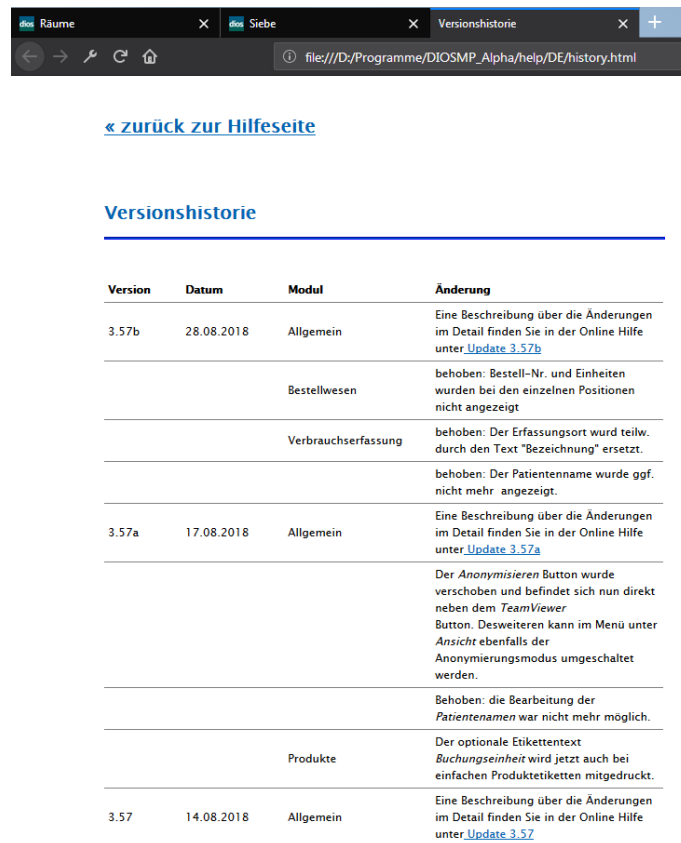 dios Räume
dios Siebe
Versionshistorie
file:///D:/Programme/DIOSMP_Alpha/help/DE/history.html
« zurück zur Hilfeseite
Versionshistorie
Version Datum Modul Änderung
Eine Beschreibung über die Änderungen
3.57b 28.08.2018 Allgemein im Detail finden Sie in der Online Hilfe
unter Update 3.57b
behoben: Bestell-Nr. und Einheiten
Bestellwesen wurden bei den einzelnen Positionen
nicht angezeigt
Verbrauchserfassung behoben: Der Erfassungsort wurd teilw.
durch den Text "Bezeichnung" ersetzt.
behoben: Der Patientenname wurde ggf.
nicht mehr angezeigt.
Eine Beschreibung über die Änderungen
3.57a 17.08.2018 Allgemein im Detail finden Sie in der Online Hilfe
unter Update 3.57a
Der Anonymisieren Button wurde
verschoben und befindet sich nun direkt
neben dem TeamViewer
Button. Desweiteren kann im Menü unter
Ansicht ebenfalls der
Anonymierungsmodus umgeschaltet
werden.
Behoben: die Bearbeitung der
Patientenamen war nicht mehr möglich.
Der optionale Etikettentext
Produkte Buchungseinheit wird jetzt auch bei
einfachen Produktetiketten mitgedruckt.
Eine Beschreibung über die Änderungen
3.57 14.08.2018 Allgemein im Detail finden Sie in der Online Hilfe
unter Update 3.57